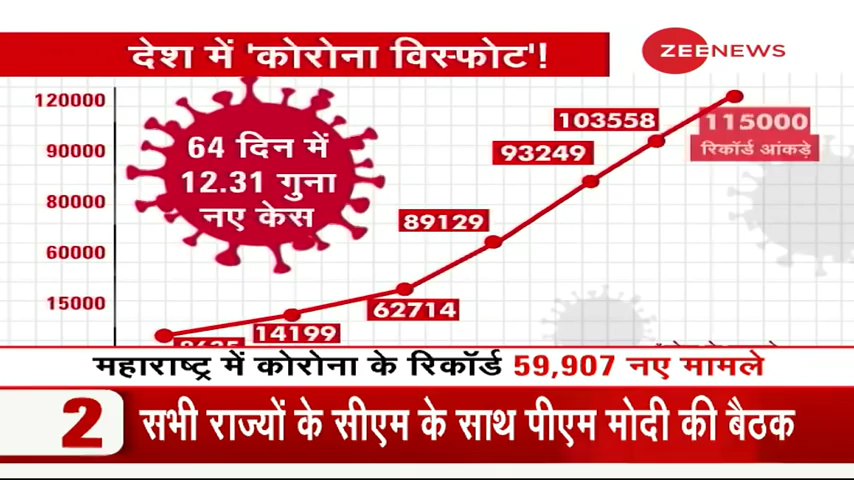 देश में 'कोरोना विस्फोट'!
ZEENEWS
120000
90000
80000
60000
15000
64 दिन में
12.31 गुना
नए केस
14199
62714
89129
93249
103558
115000
रिकॉर्ड आंकड़े
महाराष्ट्र में कोरोना के रिकॉर्ड 59,907 नए मामले
2
सभी राज्यों के सीएम के साथ पीएम मोदी की बैठक